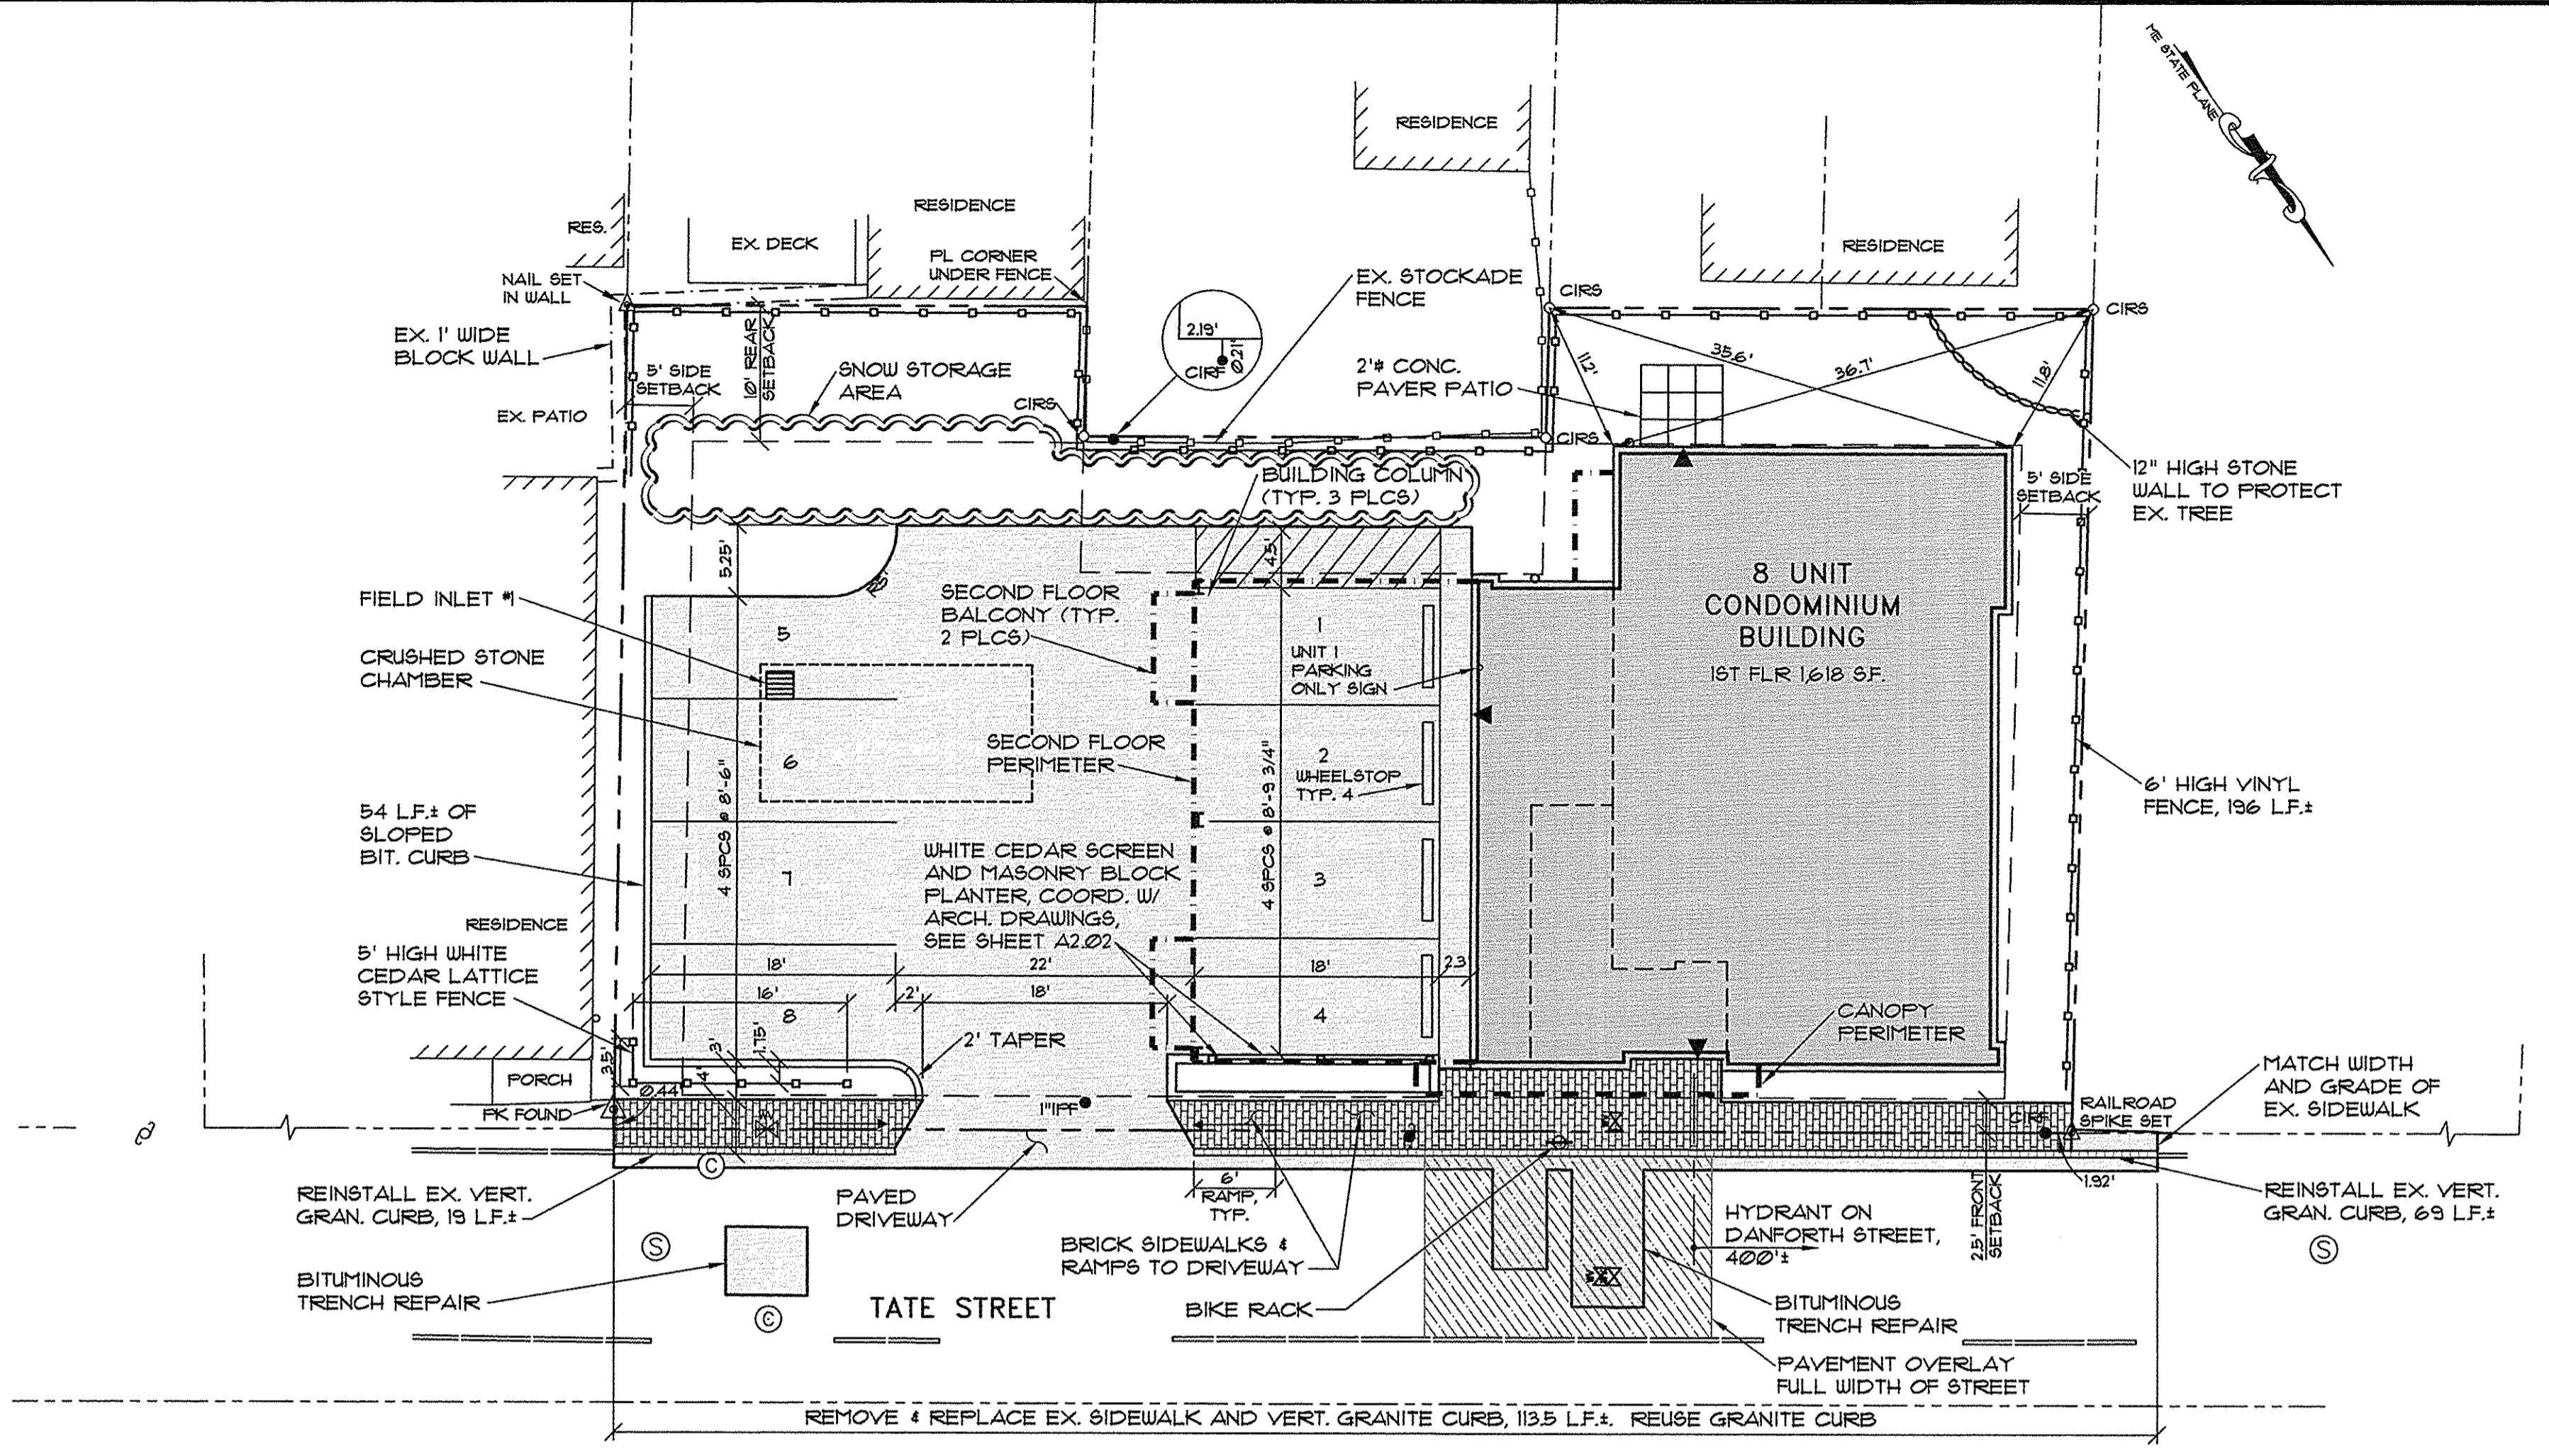 ME STATE PLANE
RESIDENCE
RES.
RESIDENCE
EX. DECK
PL CORNER
UNDER FENCE
RESIDENCE
NAIL SET
IN WALL
EX. STOCKADE
FENCE
CIRS
CIRS
EX. 1' WIDE
BLOCK WALL
10' REAR
SETBACK
2.19'
0.21'
CIRF
5' SIDE
SETBACK
SNOW STORAGE
AREA
2'# CONC.
PAVER PATIO
11.2'
35.6'
36.7'
11.8'
EX. PATIO
CIRS
CIRS
BUILDING COLUMN
(TYP. 3 PLCS)
5' SIDE
SETBACK
12" HIGH STONE
WALL TO PROTECT
EX. TREE
5.25'
4.5'
R5'
FIELD INLET #1
SECOND FLOOR
BALCONY (TYP.
2 PLCS)
5
1
UNIT 1
PARKING
ONLY SIGN
8 UNIT
CONDOMINIUM
BUILDING
1ST FLR 1,618 S.F.
CRUSHED STONE
CHAMBER
SECOND FLOOR
PERIMETER
6
2
WHEELSTOP
TYP. 4
4 SPCS @ 8'-6"
4 SPCS @ 8'-9 3/4"
6' HIGH VINYL
FENCE, 196 L.F.±
54 L.F.± OF
SLOPED
BIT. CURB
7
WHITE CEDAR SCREEN
AND MASONRY BLOCK
PLANTER, COORD. W/
ARCH. DRAWINGS,
SEE SHEET A2.02
3
RESIDENCE
5' HIGH WHITE
CEDAR LATTICE
STYLE FENCE
18'
22'
18'
2.3
16'
2'
18'
8
4
2' TAPER
CANOPY
PERIMETER
3.5'
3'
1.75'
4'
0.44'
PORCH
PK FOUND
1" IPF
CIRF
RAILROAD
SPIKE SET
MATCH WIDTH
AND GRADE OF
EX. SIDEWALK
C
REINSTALL EX. VERT.
GRAN. CURB, 19 L.F.±
PAVED
DRIVEWAY
6'
RAMP,
TYP.
25' FRONT
SETBACK
1.92'
REINSTALL EX. VERT.
GRAN. CURB, 69 L.F.±
S
S
HYDRANT ON
DANFORTH STREET,
400'±
BRICK SIDEWALKS &
RAMPS TO DRIVEWAY
BITUMINOUS
TRENCH REPAIR
C
TATE STREET
BIKE RACK
BITUMINOUS
TRENCH REPAIR
PAVEMENT OVERLAY
FULL WIDTH OF STREET
REMOVE & REPLACE EX. SIDEWALK AND VERT. GRANITE CURB, 113.5 L.F.±. REUSE GRANITE CURB